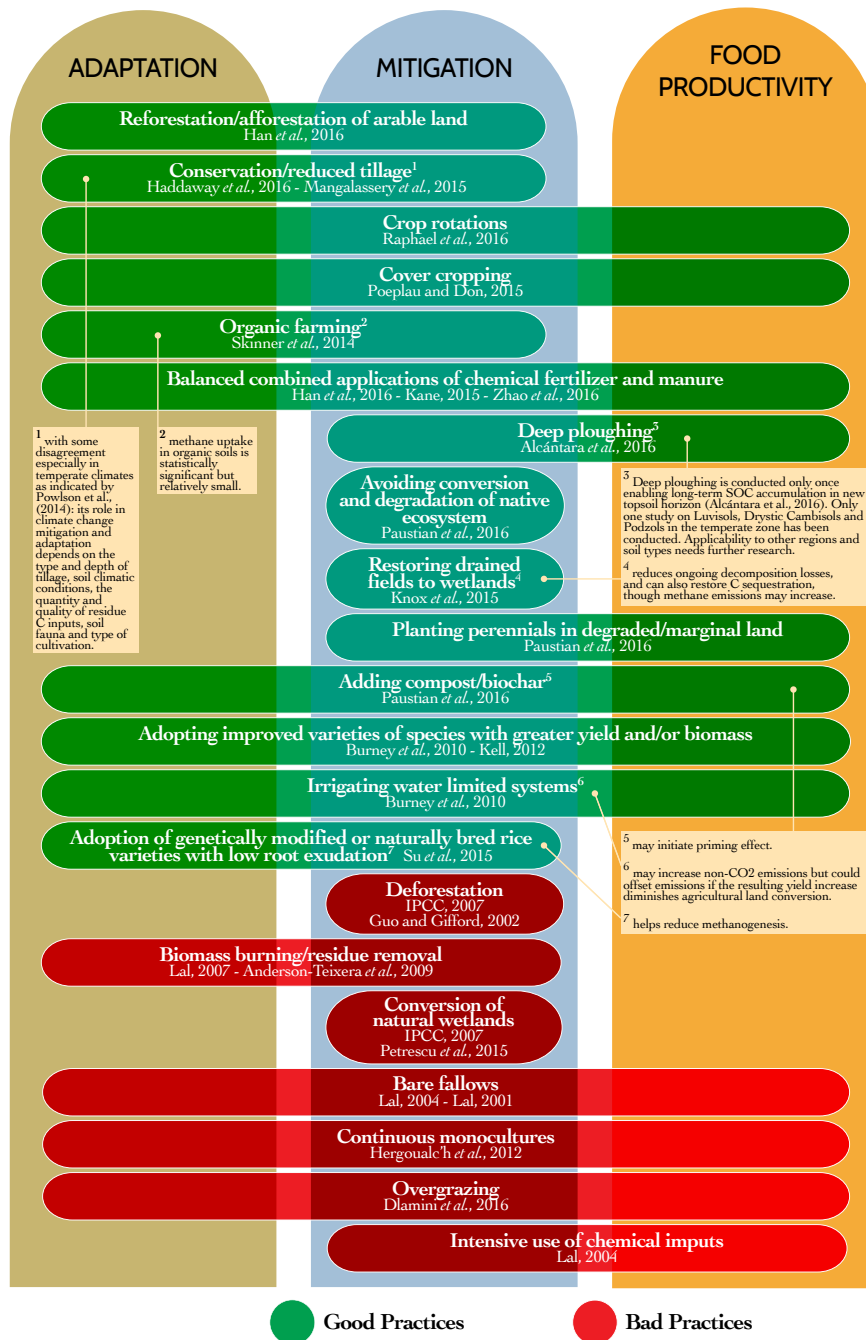 ADAPTATION
MITIGATION
FOOD
PRODUCTIVITY
Reforestation/afforestation of arable land
Han et al., 2016
Conservation/reduced tillage1
Haddaway et al., 2016 - Mangalassery et al., 2015
Crop rotations
Raphael et al., 2016
Cover cropping
Poeplau and Don, 2015
Organic farming2
Skinner et al., 2014
Balanced combined applications of chemical fertilizer and manure
Han et al., 2016 - Kane, 2015 - Zhao et al., 2016
Deep ploughing3
Alcántara et al., 2016
1 with some
disagreement
especially in
temperate climates
as indicated by
Powlson et al.,
(2014): its role in
climate change
mitigation and
adaptation
depends on the
type and depth of
tillage, soil climatic
conditions, the
quantity and
quality of residue
C inputs, soil
fauna and type of
cultivation.
2 methane uptake
in organic soils is
statistically
significant but
relatively small.
Avoiding conversion
and degradation of native
ecosystem
Paustian et al., 2016
3 Deep ploughing is conducted only once
enabling long-term SOC accumulation in new
topsoil horizon (Alcántara et al., 2016). Only
one study on Luvisols, Drystic Cambisols and
Podzols in the temperate zone has been
conducted. Applicability to other regions and
soil types needs further research.
4 reduces ongoing decomposition losses,
and can also restore C sequestration,
though methane emissions may increase.
Restoring drained
fields to wetlands4
Knox et al., 2015
Planting perennials in degraded/marginal land
Paustian et al., 2016
Adding compost/biochar5
Paustian et al., 2016
Adopting improved varieties of species with greater yield and/or biomass
Burney et al., 2010 - Kell, 2012
Irrigating water limited systems6
Burney et al., 2010
Adoption of genetically modified or naturally bred rice
varieties with low root exudation7 Su et al., 2015
5 may initiate priming effect.
6 may increase non-CO2 emissions but could
offset emissions if the resulting yield increase
diminishes agricultural land conversion.
7 helps reduce methanogenesis.
Deforestation
IPCC, 2007
Guo and Gifford, 2002
Biomass burning/residue removal
Lal, 2007 - Anderson-Teixera et al., 2009
Conversion of
natural wetlands
IPCC, 2007
Petrescu et al., 2015
Bare fallows
Lal, 2004 - Lal, 2001
Continuous monocultures
Hergoualc'h et al., 2012
Overgrazing
Dlamini et al., 2016
Intensive use of chemical imputs
Lal, 2004
Good Practices
Bad Practices